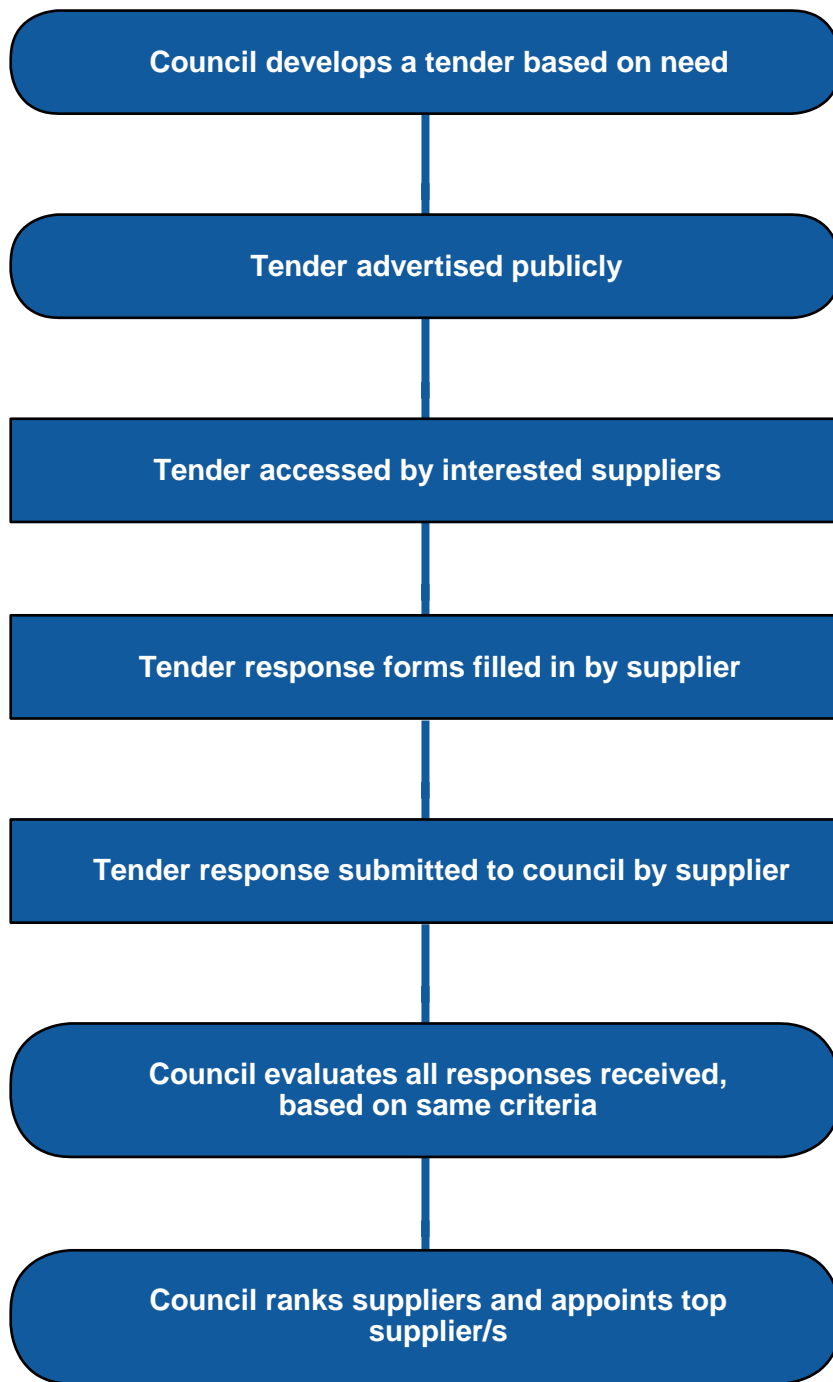 Council develops a tender based on need
Tender advertised publicly
Tender accessed by interested suppliers
Tender response forms filled in by supplier
Tender response submitted to council by supplier
Council evaluates all responses received,
based on same criteria
Council ranks suppliers and appoints top
supplier/s